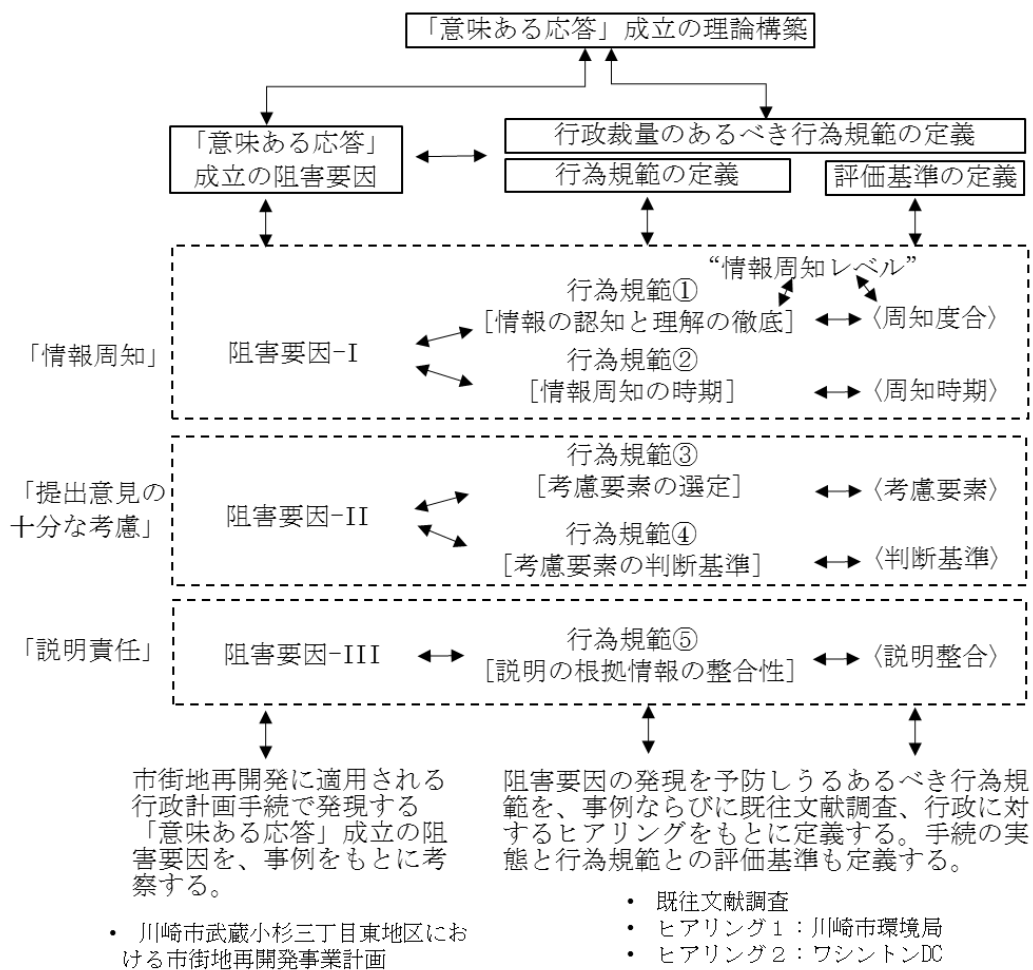 「意味ある応答」成立の理論構築
「意味ある応答」
成立の阻害要因
行政裁量のあるべき行為規範の定義
行為規範の定義
評価基準の定義
“情報周知レベル”
「情報周知」
阻害要因-I
行為規範①
[情報の認知と理解の徹底]
〈周知度合〉
行為規範②
[情報周知の時期]
〈周知時期〉
「提出意見の
十分な考慮」
阻害要因-II
行為規範③
[考慮要素の選定]
〈考慮要素〉
行為規範④
[考慮要素の判断基準]
〈判断基準〉
「説明責任」
阻害要因-III
行為規範⑤
[説明の根拠情報の整合性]
〈説明整合〉
市街地再開発に適用される
行政計画手続で発現する
「意味ある応答」成立の阻
害要因を、事例をもとに考
察する。
• 川崎市武蔵小杉三丁目東地区にお
ける市街地再開発事業計画
阻害要因の発現を予防しうるあるべき行為規
範を、事例ならびに既往文献調査、行政に対
するヒアリングをもとに定義する。手続の実
態と行為規範との評価基準も定義する。
• 既往文献調査
• ヒアリング１：川崎市環境局
• ヒアリング２：ワシントンDC